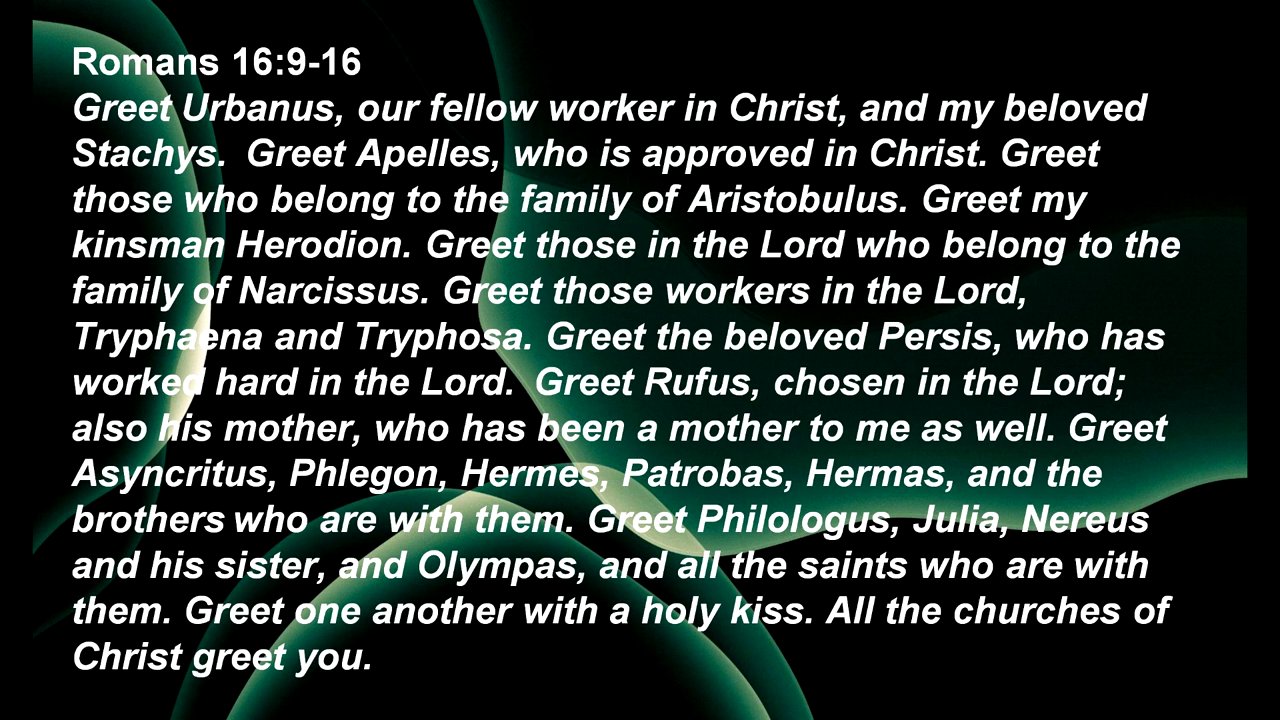 Romans 16:9-16
Greet Urbanus, our fellow worker in Christ, and my beloved
Stachys.  Greet Apelles, who is approved in Christ. Greet
those who belong to the family of Aristobulus. Greet my
kinsman Herodion. Greet those in the Lord who belong to the
family of Narcissus. Greet those workers in the Lord,
Tryphaena and Tryphosa. Greet the beloved Persis, who has
worked hard in the Lord.  Greet Rufus, chosen in the Lord;
also his mother, who has been a mother to me as well. Greet
Asyncritus, Phlegon, Hermes, Patrobas, Hermas, and the
brothers who are with them. Greet Philologus, Julia, Nereus
and his sister, and Olympas, and all the saints who are with
them. Greet one another with a holy kiss. All the churches of
Christ greet you.